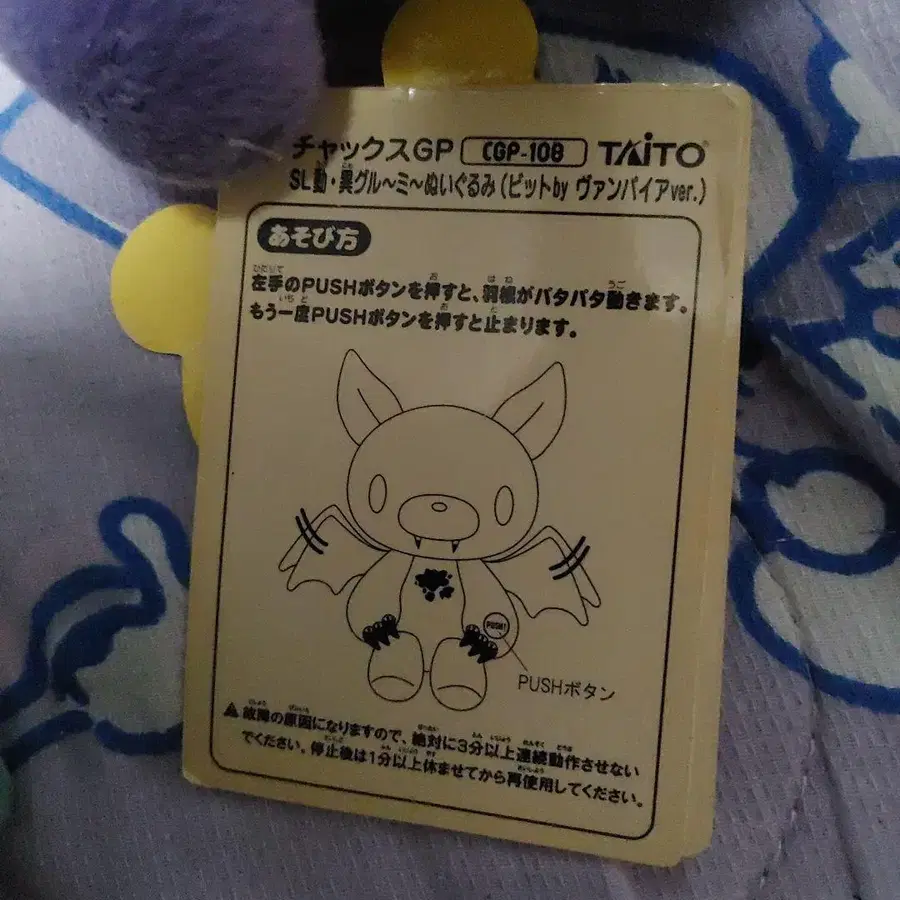 チャックスGP CGP-108 TAITO
SL動・異グル〜ミ〜ぬいぐるみ(ピットby ヴァンパイアver.)
あそび方
左手のPUSHボタンを押すと、羽根がパタパタ動きます。
もう一度PUSHボタンを押すと止まります。
PUSH!
PUSHボタン
⚠故障の原因になりますので、絶対に3分以上連続動作させない
でください。停止後は1分以上休ませてから再使用してください。